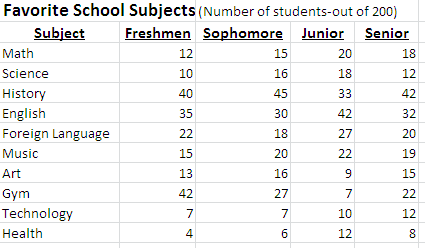 Favorite School Subjects (Number of students-out of 200)
Subject Freshmen Sophomore Junior Senior
Math 12 15 20 18
Science 10 16 18 12
History 40 45 33 42
English 35 30 42 32
Foreign Language 22 18 27 20
Music 15 20 22 19
Art 13 16 9 15
Gym 42 27 7 22
Technology 7 7 10 12
Health 4 6 12 8